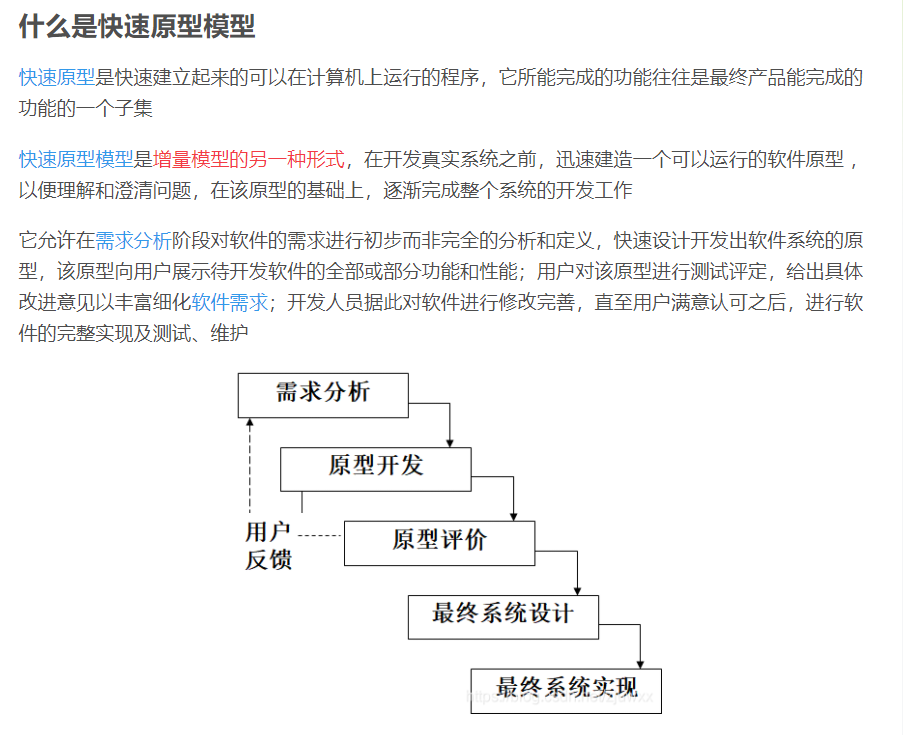 什么是快速原型模型
快速原型是快速建立起来的可以在计算机上运行的程序，它所能完成的功能往往是最终产品能完成的
功能的一个子集
快速原型模型是增量模型的另一种形式，在开发真实系统之前，迅速建造一个可以运行的软件原型 ，
以便理解和澄清问题，在该原型的基础上，逐渐完成整个系统的开发工作
它允许在需求分析阶段对软件的需求进行初步而非完全的分析和定义，快速设计开发出软件系统的原
型，该原型向用户展示待开发软件的全部或部分功能和性能；用户对该原型进行测试评定，给出具体
改进意见以丰富细化软件需求；开发人员据此对软件进行修改完善，直至用户满意认可之后，进行软
件的完整实现及测试、维护
需求分析
原型开发
用户
反馈
原型评价
最终系统设计
最终系统实现